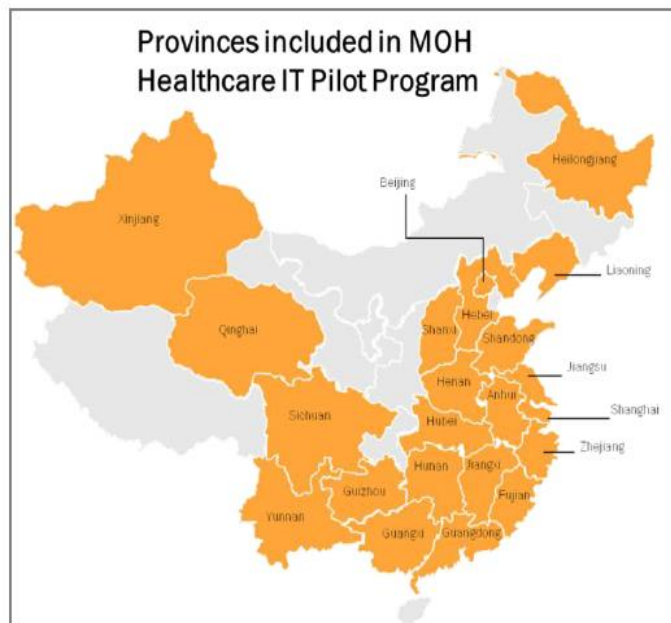 Provinces included in MOH
Healthcare IT Pilot Program
Heilongjiang
Beijing
Xinjiang
Liaoning
Hebei
Qinghai
Shanxi
Shandong
Henan
Jiangsu
Anhui
Shanghai
Sichuan
Hubei
Zhejiang
Hunan
Jiangxi
Guizhou
Fujian
Yunnan
Guangxi
Guangdong